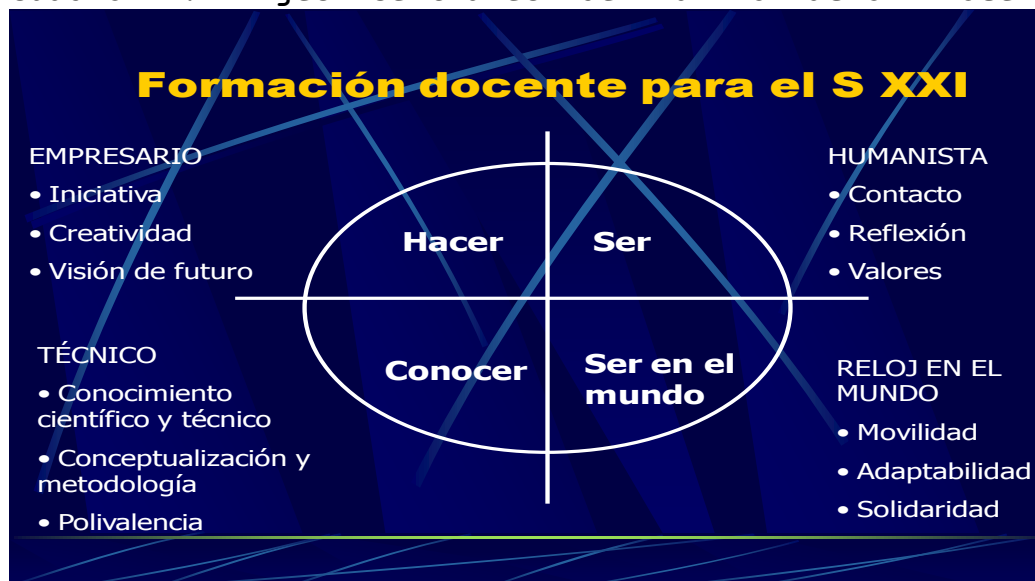 Formación docente para el S XXI
EMPRESARIO
• Iniciativa
• Creatividad
• Visión de futuro
HUMANISTA
• Contacto
• Reflexión
• Valores
Hacer
Ser
Conocer
Ser en el
mundo
TÉCNICO
• Conocimiento
científico y técnico
• Conceptualización y
metodología
• Polivalencia
RELOJ EN EL
MUNDO
• Movilidad
• Adaptabilidad
• Solidaridad